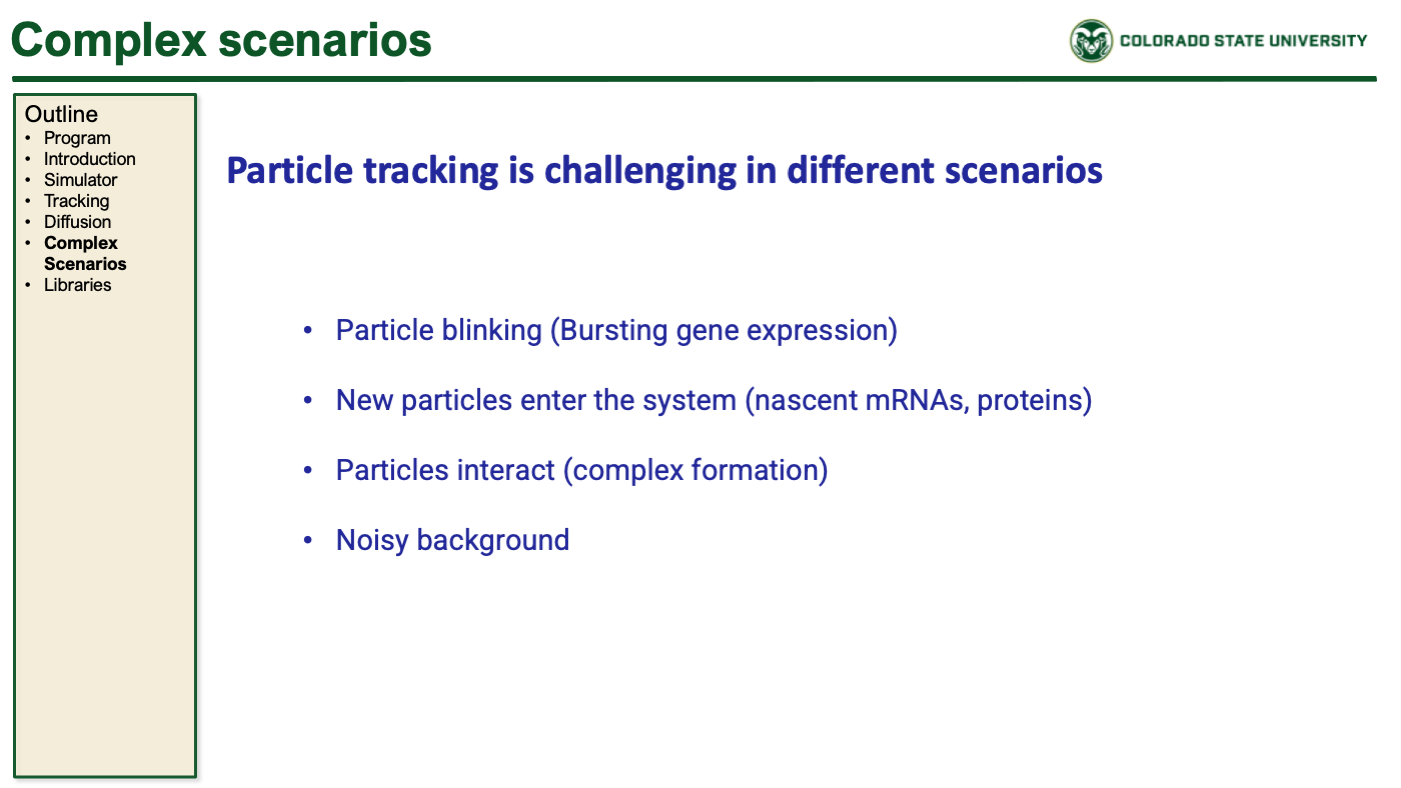 Complex scenarios
COLORADO STATE UNIVERSITY
Outline
• Program
• Introduction
• Simulator
• Tracking
• Diffusion
• Complex
Scenarios
• Libraries
Particle tracking is challenging in different scenarios
• Particle blinking (Bursting gene expression)
• New particles enter the system (nascent mRNAs, proteins)
• Particles interact (complex formation)
• Noisy background